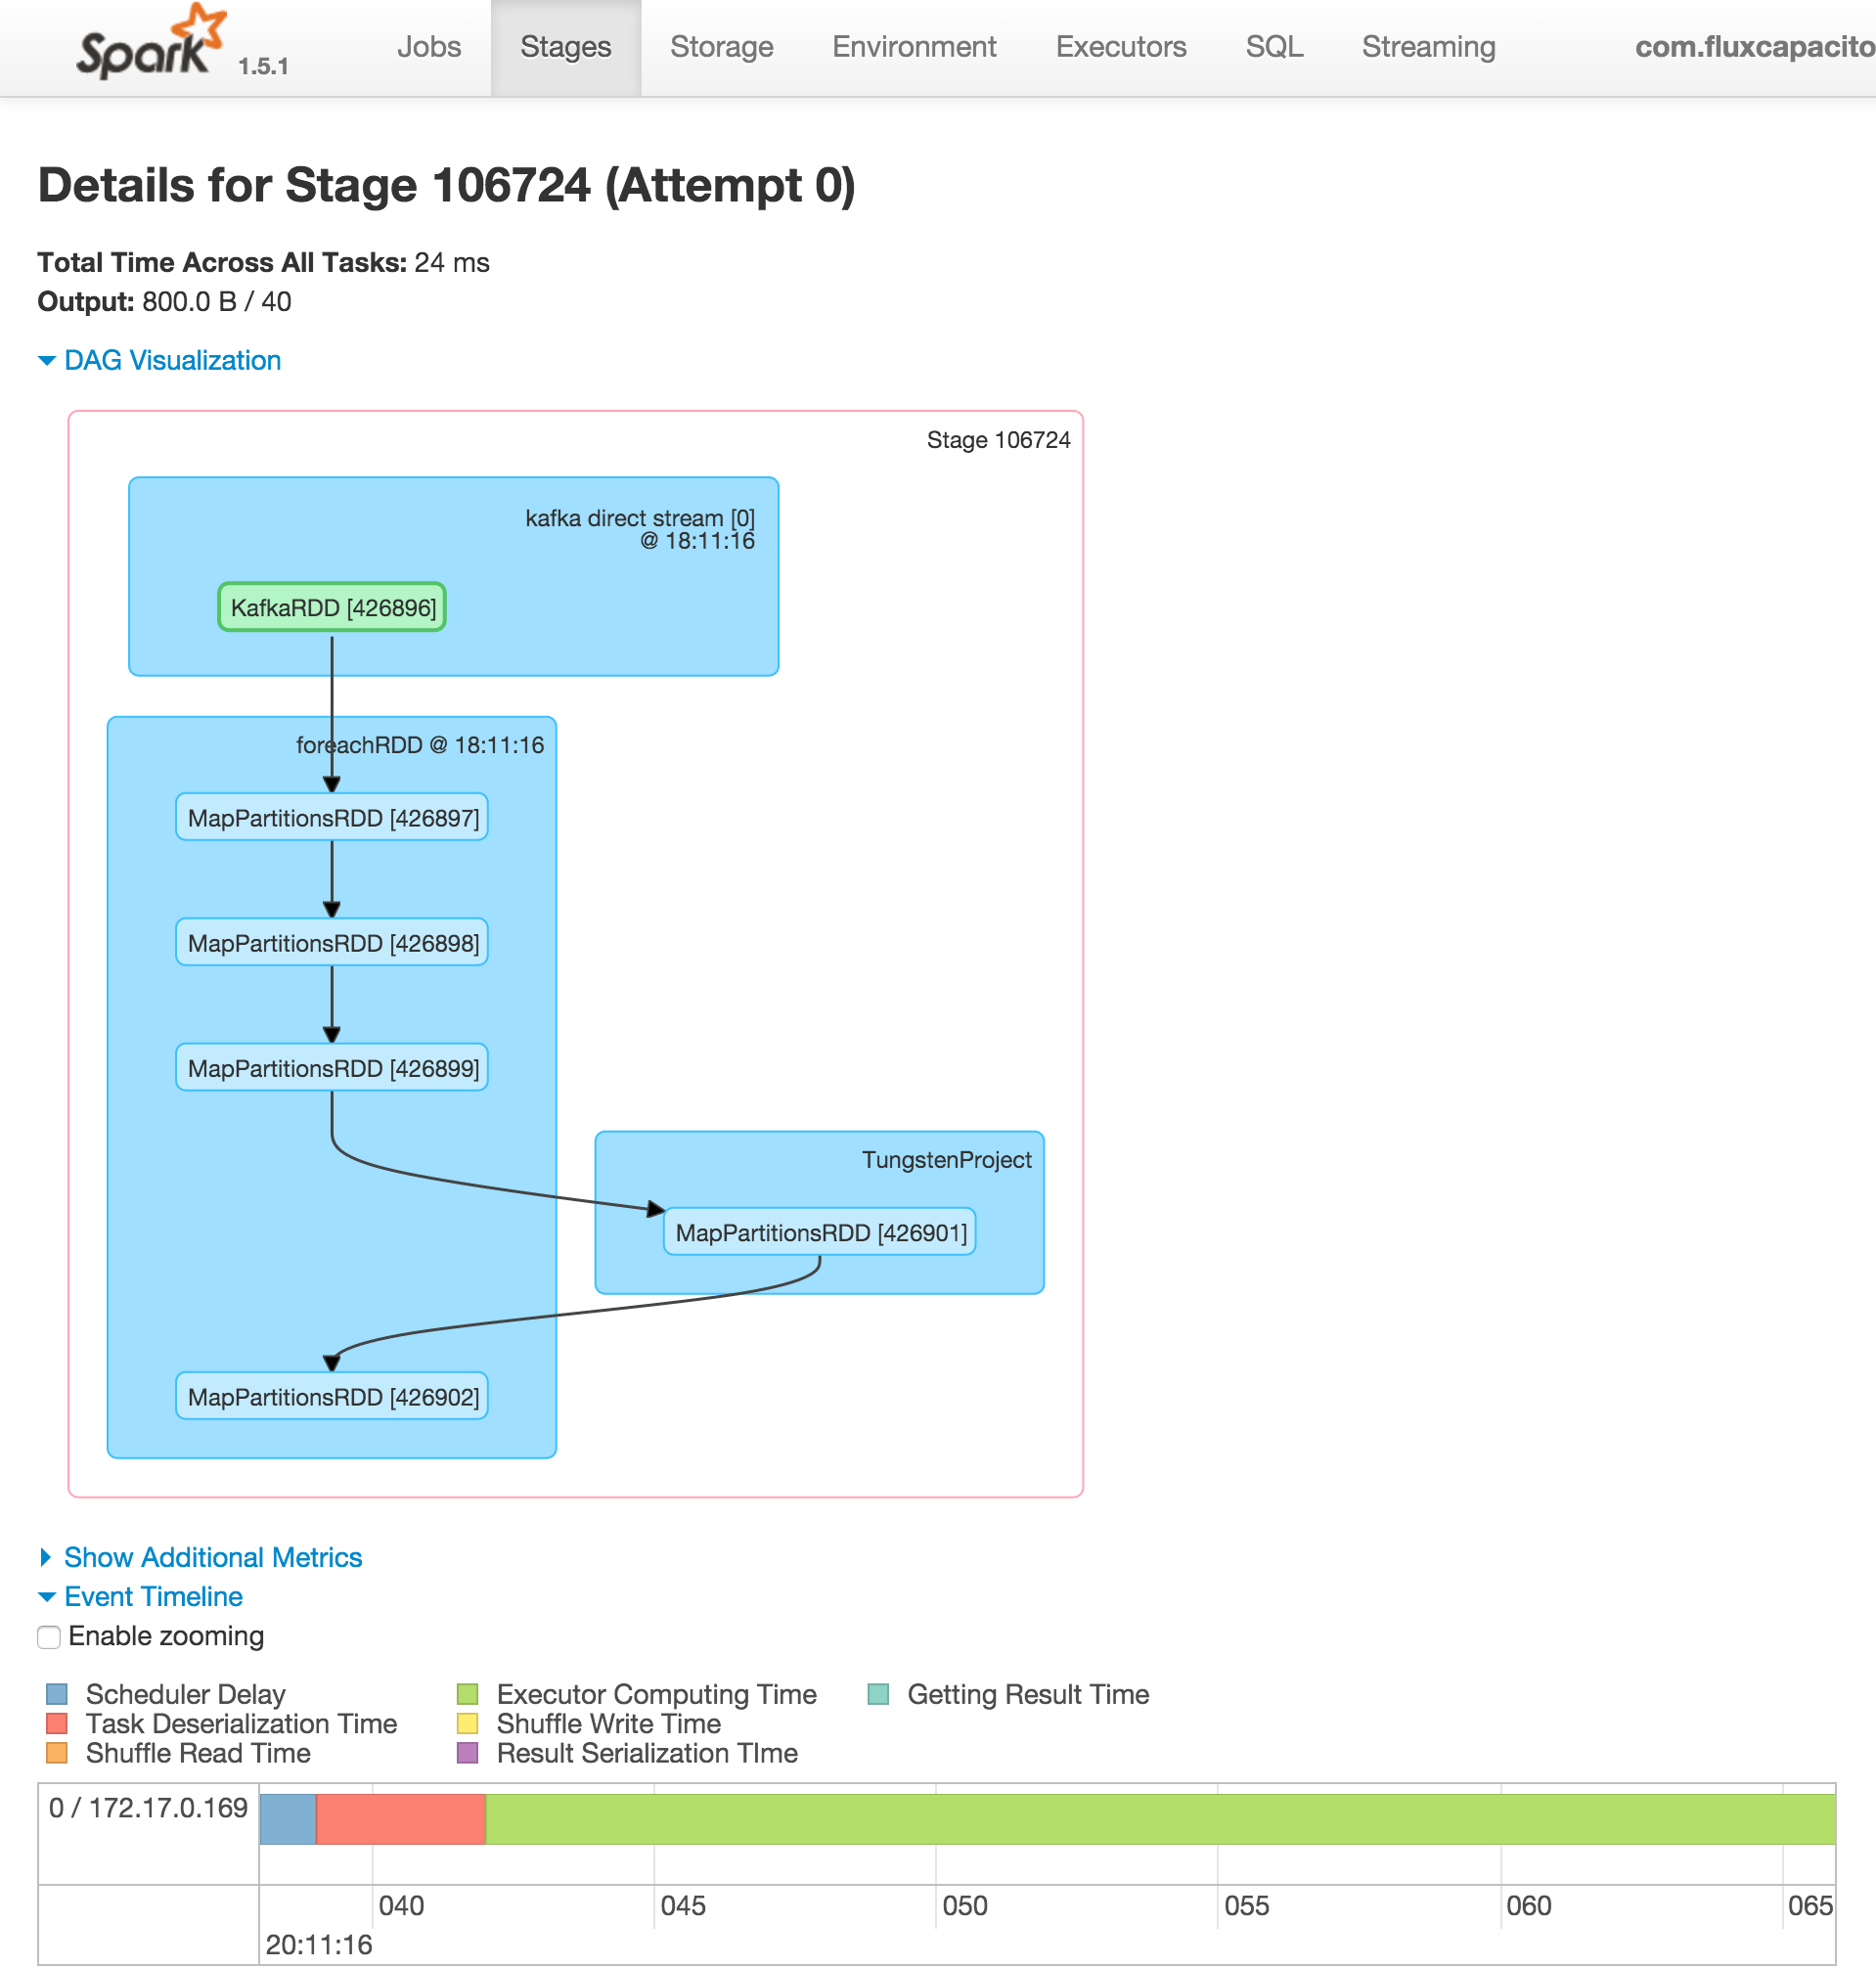 Spark 1.5.1 Jobs Stages Storage Environment Executors SQL Streaming com.fluxcapacito
Details for Stage 106724 (Attempt 0)
Total Time Across All Tasks: 24 ms
Output: 800.0 B / 40
DAG Visualization
Stage 106724
kafka direct stream [0]
@ 18:11:16
KafkaRDD [426896]
foreachRDD @ 18:11:16
MapPartitionsRDD [426897]
MapPartitionsRDD [426898]
MapPartitionsRDD [426899]
TungstenProject
MapPartitionsRDD [426901]
MapPartitionsRDD [426902]
Show Additional Metrics
Event Timeline
Enable zooming
Scheduler Delay Executor Computing Time Getting Result Time
Task Deserialization Time Shuffle Write Time
Shuffle Read Time Result Serialization TIme
0 / 172.17.0.169
040 045 050 055 060 065
20:11:16